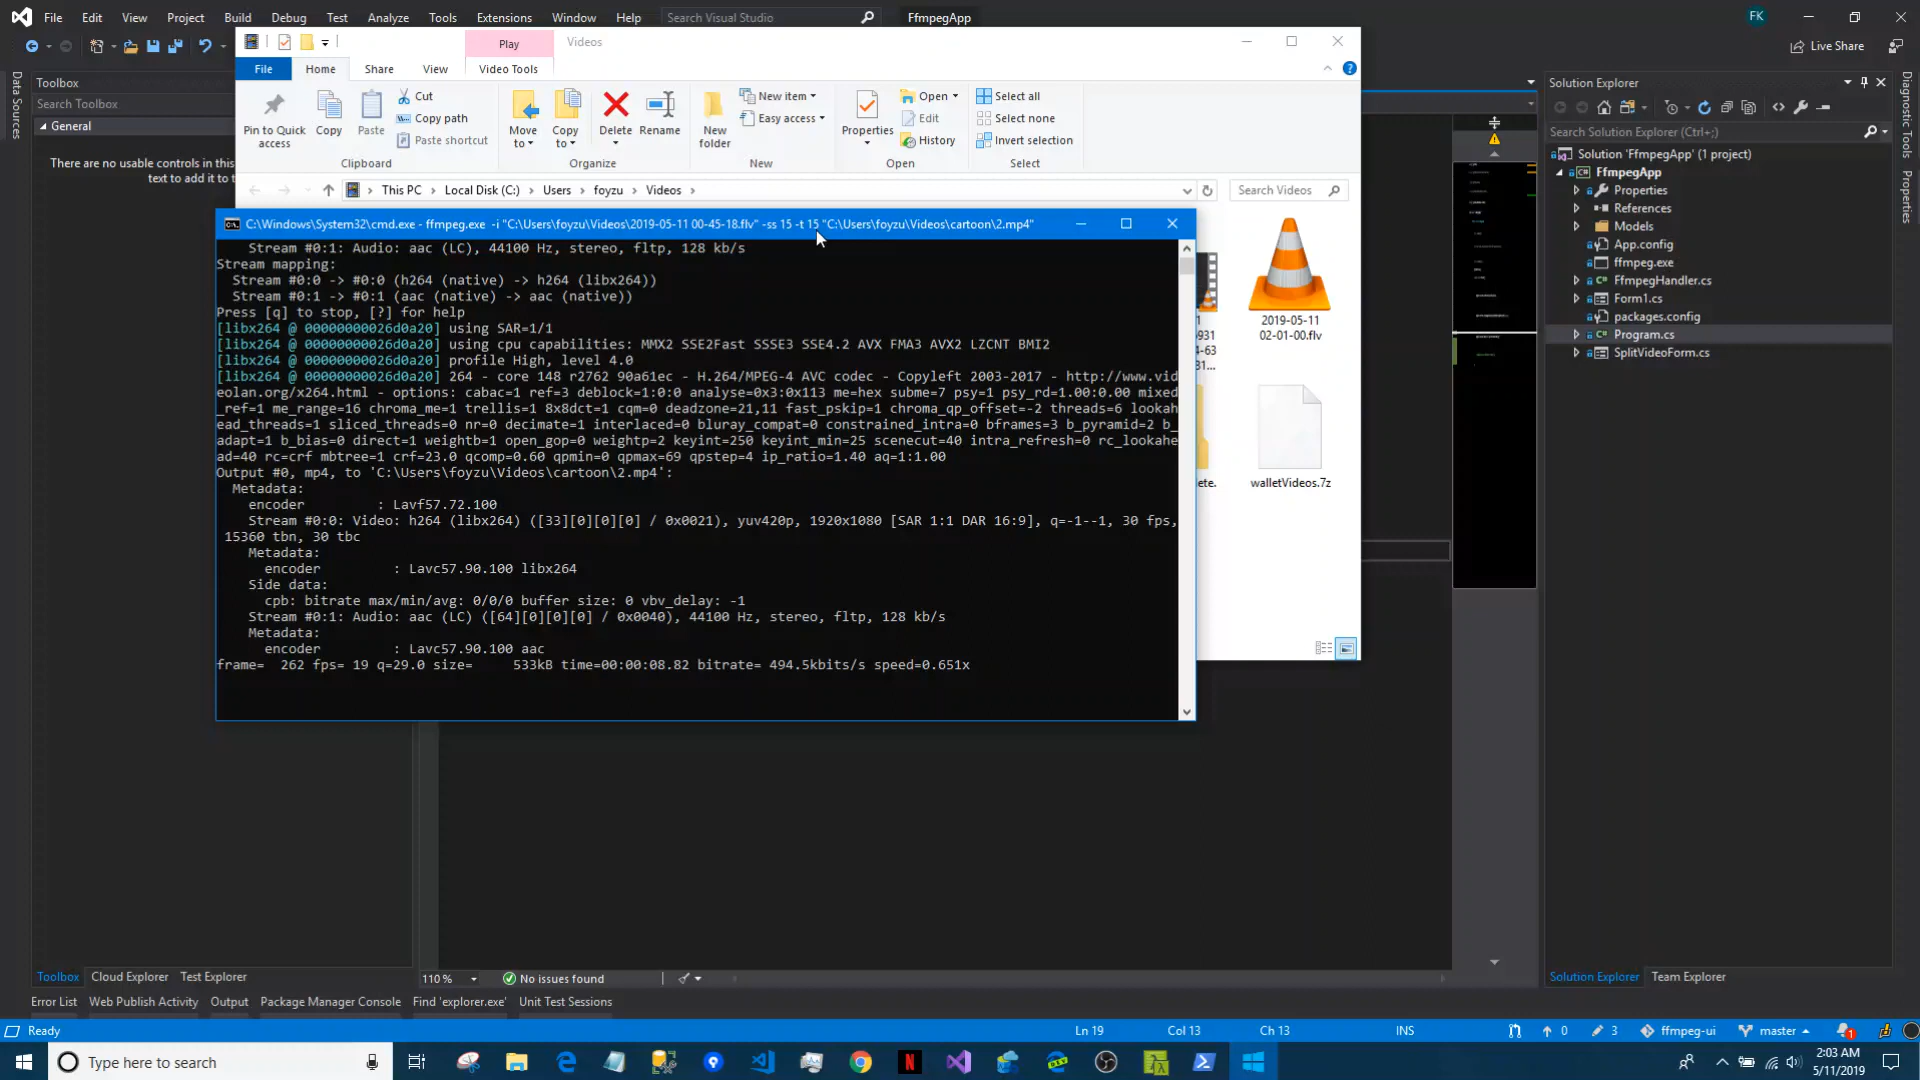 File Edit View Project Build Debug Test Analyze Tools Extensions Window Help Search Visual Studio FfmpegApp FK
Live Share
Play Videos
File Home Share View Video Tools
Toolbox
Search Toolbox
General
There are no usable controls in this
text to add it to t
Data Sources
Pin to Quick access
Copy
Paste
Cut
Copy path
Paste shortcut
Clipboard
Move to
Copy to
Delete
Rename
Organize
New folder
New item
Easy access
New
Properties
Open
Edit
History
Open
Select all
Select none
Invert selection
Select
This PC Local Disk (C:) Users foyzu Videos
Search Videos
C:\Windows\System32\cmd.exe - ffmpeg.exe -i "C:\Users\foyzu\Videos\2019-05-11 00-45-18.flv" -ss 15 -t 15 "C:\Users\foyzu\Videos\cartoon\2.mp4"
Stream #0:1: Audio: aac (LC), 44100 Hz, stereo, fltp, 128 kb/s
Stream mapping:
Stream #0:0 -> #0:0 (h264 (native) -> h264 (libx264))
Stream #0:1 -> #0:1 (aac (native) -> aac (native))
Press [q] to stop, [?] for help
[libx264 @ 00000000026d0a20] using SAR=1/1
[libx264 @ 00000000026d0a20] using cpu capabilities: MMX2 SSE2Fast SSSE3 SSE4.2 AVX FMA3 AVX2 LZCNT BMI2
[libx264 @ 00000000026d0a20] profile High, level 4.0
[libx264 @ 00000000026d0a20] 264 - core 148 r2762 90a61ec - H.264/MPEG-4 AVC codec - Copyleft 2003-2017 - http://www.vid
eolan.org/x264.html - options: cabac=1 ref=3 deblock=1:0:0 analyse=0x3:0x113 me=hex subme=7 psy=1 psy_rd=1.00:0.00 mixed
_ref=1 me_range=16 chroma_me=1 trellis=1 8x8dct=1 cqm=0 deadzone=21,11 fast_pskip=1 chroma_qp_offset=-2 threads=6 lookah
ead_threads=1 sliced_threads=0 nr=0 decimate=1 interlaced=0 bluray_compat=0 constrained_intra=0 bframes=3 b_pyramid=2 b_
adapt=1 b_bias=0 direct=1 weightb=1 open_gop=0 weightp=2 keyint=250 keyint_min=25 scenecut=40 intra_refresh=0 rc_lookahe
ad=40 rc=crf mbtree=1 crf=23.0 qcomp=0.60 qpmin=0 qpmax=69 qpstep=4 ip_ratio=1.40 aq=1:1.00
Output #0, mp4, to 'C:\Users\foyzu\Videos\cartoon\2.mp4':
Metadata:
encoder : Lavf57.72.100
Stream #0:0: Video: h264 (libx264) ([33][0][0][0] / 0x0021), yuv420p, 1920x1080 [SAR 1:1 DAR 16:9], q=-1--1, 30 fps,
15360 tbn, 30 tbc
Metadata:
encoder : Lavc57.90.100 libx264
Side data:
cpb: bitrate max/min/avg: 0/0/0 buffer size: 0 vbv_delay: -1
Stream #0:1: Audio: aac (LC) ([64][0][0][0] / 0x0040), 44100 Hz, stereo, fltp, 128 kb/s
Metadata:
encoder : Lavc57.90.100 aac
frame= 262 fps= 19 q=29.0 size= 533kB time=00:00:08.82 bitrate= 494.5kbits/s speed=0.651x
1
931
4-63
31...
2019-05-11
02-01-00.flv
ete.
walletVideos.7z
Solution Explorer
Search Solution Explorer (Ctrl+;)
Solution 'FfmpegApp' (1 project)
FfmpegApp
Properties
References
Models
App.config
ffmpeg.exe
FfmpegHandler.cs
Form1.cs
packages.config
Program.cs
SplitVideoForm.cs
Diagnostic Tools
Properties
Toolbox Cloud Explorer Test Explorer
110 % No issues found
Solution Explorer Team Explorer
Error List Web Publish Activity Output Package Manager Console Find 'explorer.exe' Unit Test Sessions
Ready Ln 19 Col 13 Ch 13 INS 0 3 ffmpeg-ui master 1
Type here to search
2:03 AM
5/11/2019